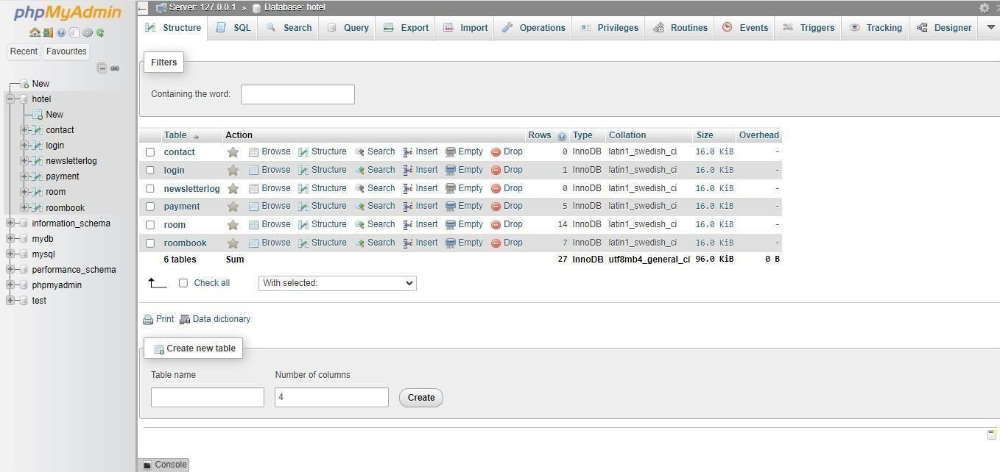 phpMyAdmin
Recent Favourites
New
hotel
New
contact
login
newsletterlog
payment
room
roombook
information_schema
mydb
mysql
performance_schema
phpmyadmin
test
Server: 127.0.0.1 » Database: hotel
Structure SQL Search Query Export Import Operations Privileges Routines Events Triggers Tracking Designer
Filters
Containing the word:
Table Action Rows Type Collation Size Overhead
contact Browse Structure Search Insert Empty Drop 0 InnoDB latin1_swedish_ci 16.0 KiB -
login Browse Structure Search Insert Empty Drop 1 InnoDB latin1_swedish_ci 16.0 KiB -
newsletterlog Browse Structure Search Insert Empty Drop 0 InnoDB latin1_swedish_ci 16.0 KiB -
payment Browse Structure Search Insert Empty Drop 5 InnoDB latin1_swedish_ci 16.0 KiB -
room Browse Structure Search Insert Empty Drop 14 InnoDB latin1_swedish_ci 16.0 KiB -
roombook Browse Structure Search Insert Empty Drop 7 InnoDB latin1_swedish_ci 16.0 KiB -
6 tables Sum 27 InnoDB utf8mb4_general_ci 96.0 KiB 0 B
Check all With selected:
Print Data dictionary
Create new table
Table name Number of columns
4 Create
Console